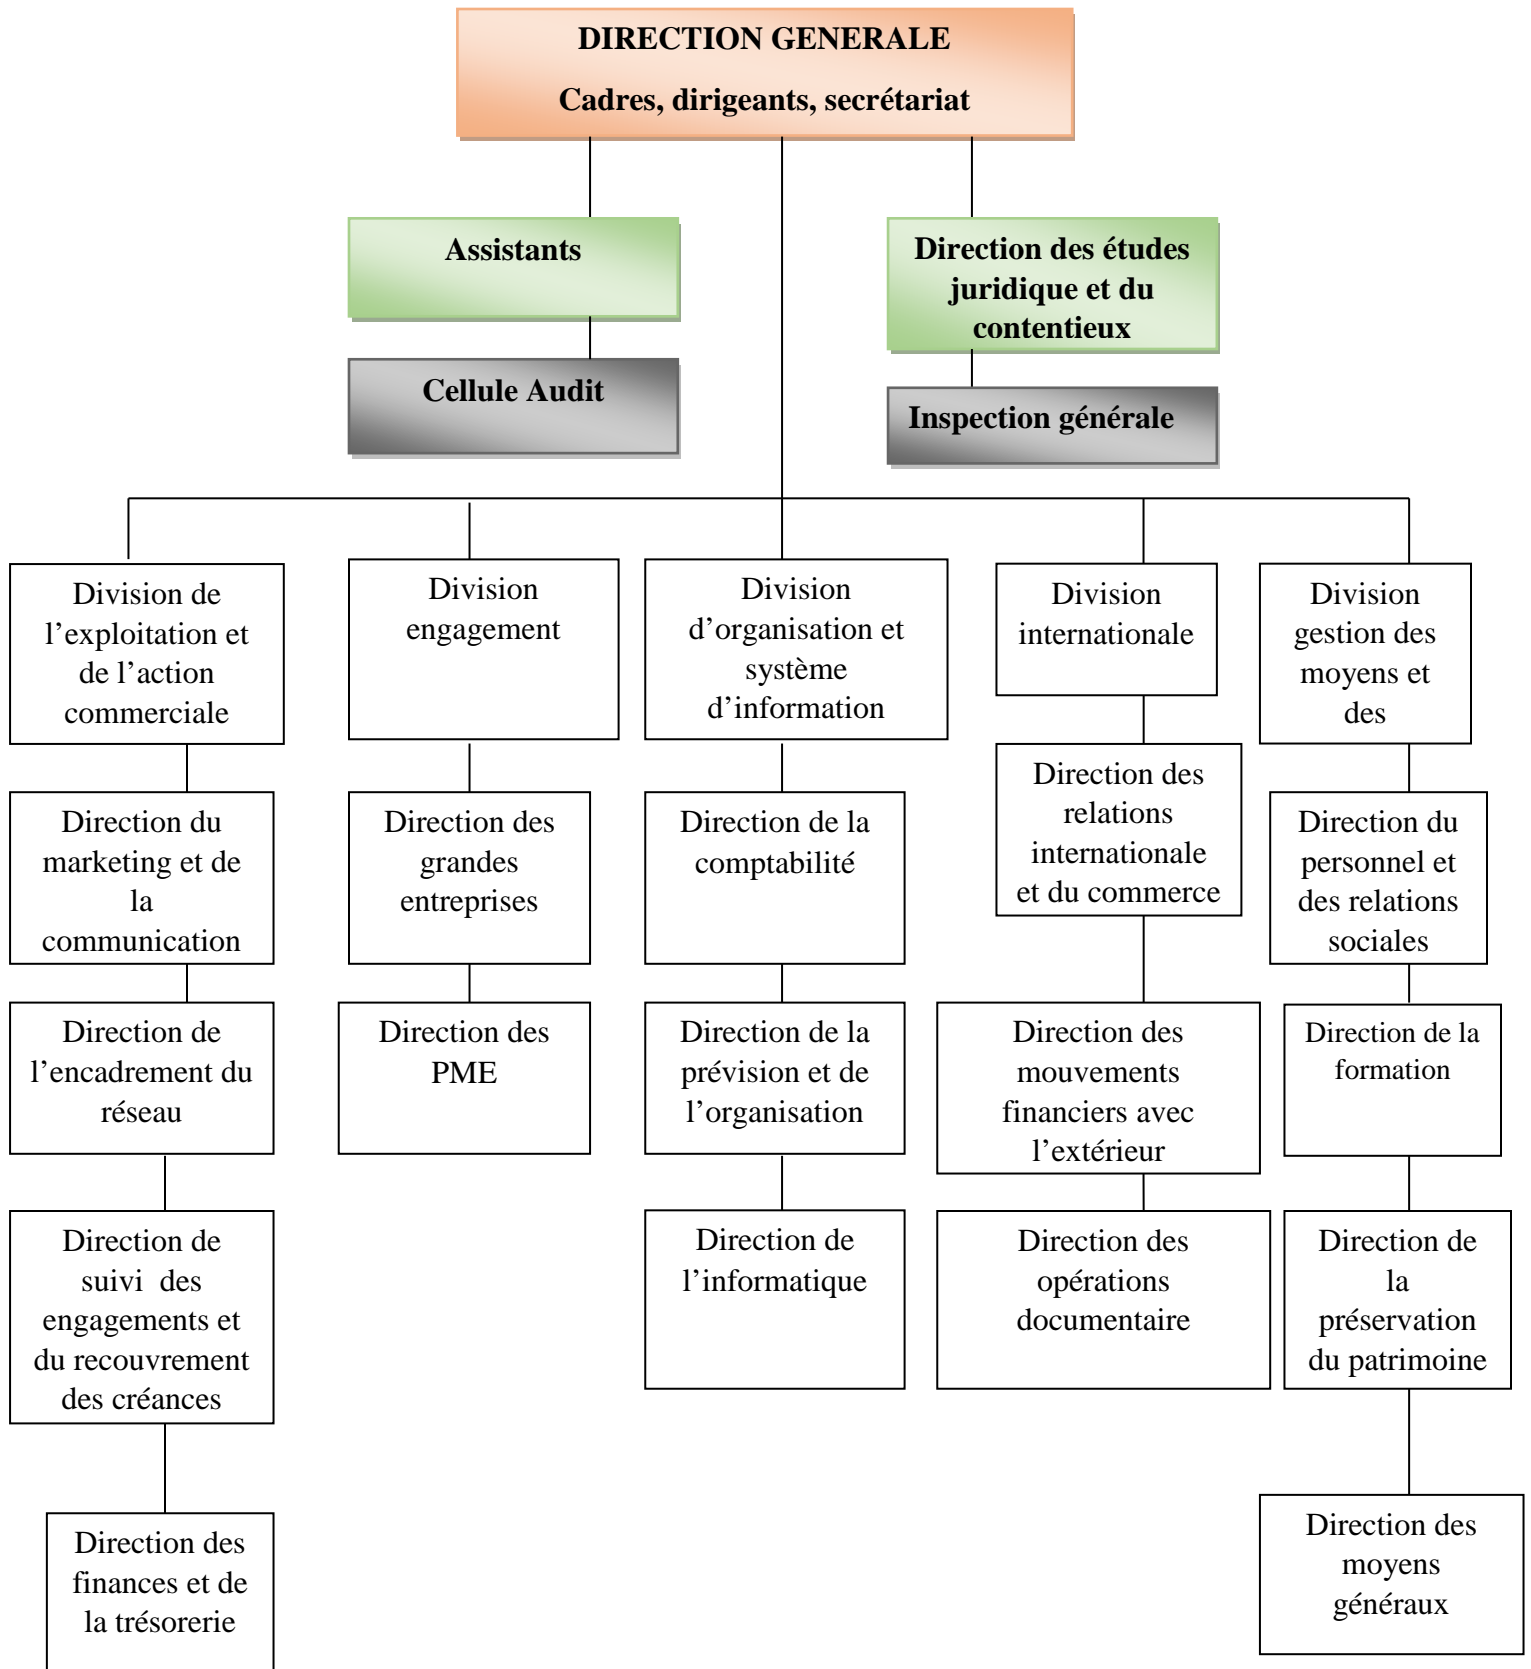 DIRECTION GENERALE
Cadres, dirigeants, secrétariat
Assistants
Direction des études
juridique et du
contentieux
Cellule Audit
Inspection générale
Division de
l’exploitation et
de l’action
commerciale
Division
engagement
Division
d’organisation et
système
d’information
Division
internationale
Division
gestion des
moyens et
des
Direction du
marketing et de
la
communication
Direction des
grandes
entreprises
Direction de la
comptabilité
Direction des
relations
internationale
et du commerce
Direction du
personnel et
des relations
sociales
Direction de
l’encadrement du
réseau
Direction des
PME
Direction de la
prévision et de
l’organisation
Direction des
mouvements
financiers avec
l’extérieur
Direction de la
formation
Direction de
suivi  des
engagements et
du recouvrement
des créances
Direction de
l’informatique
Direction des
opérations
documentaire
Direction de
la
préservation
du patrimoine
Direction des
finances et de
la trésorerie
Direction des
moyens
généraux